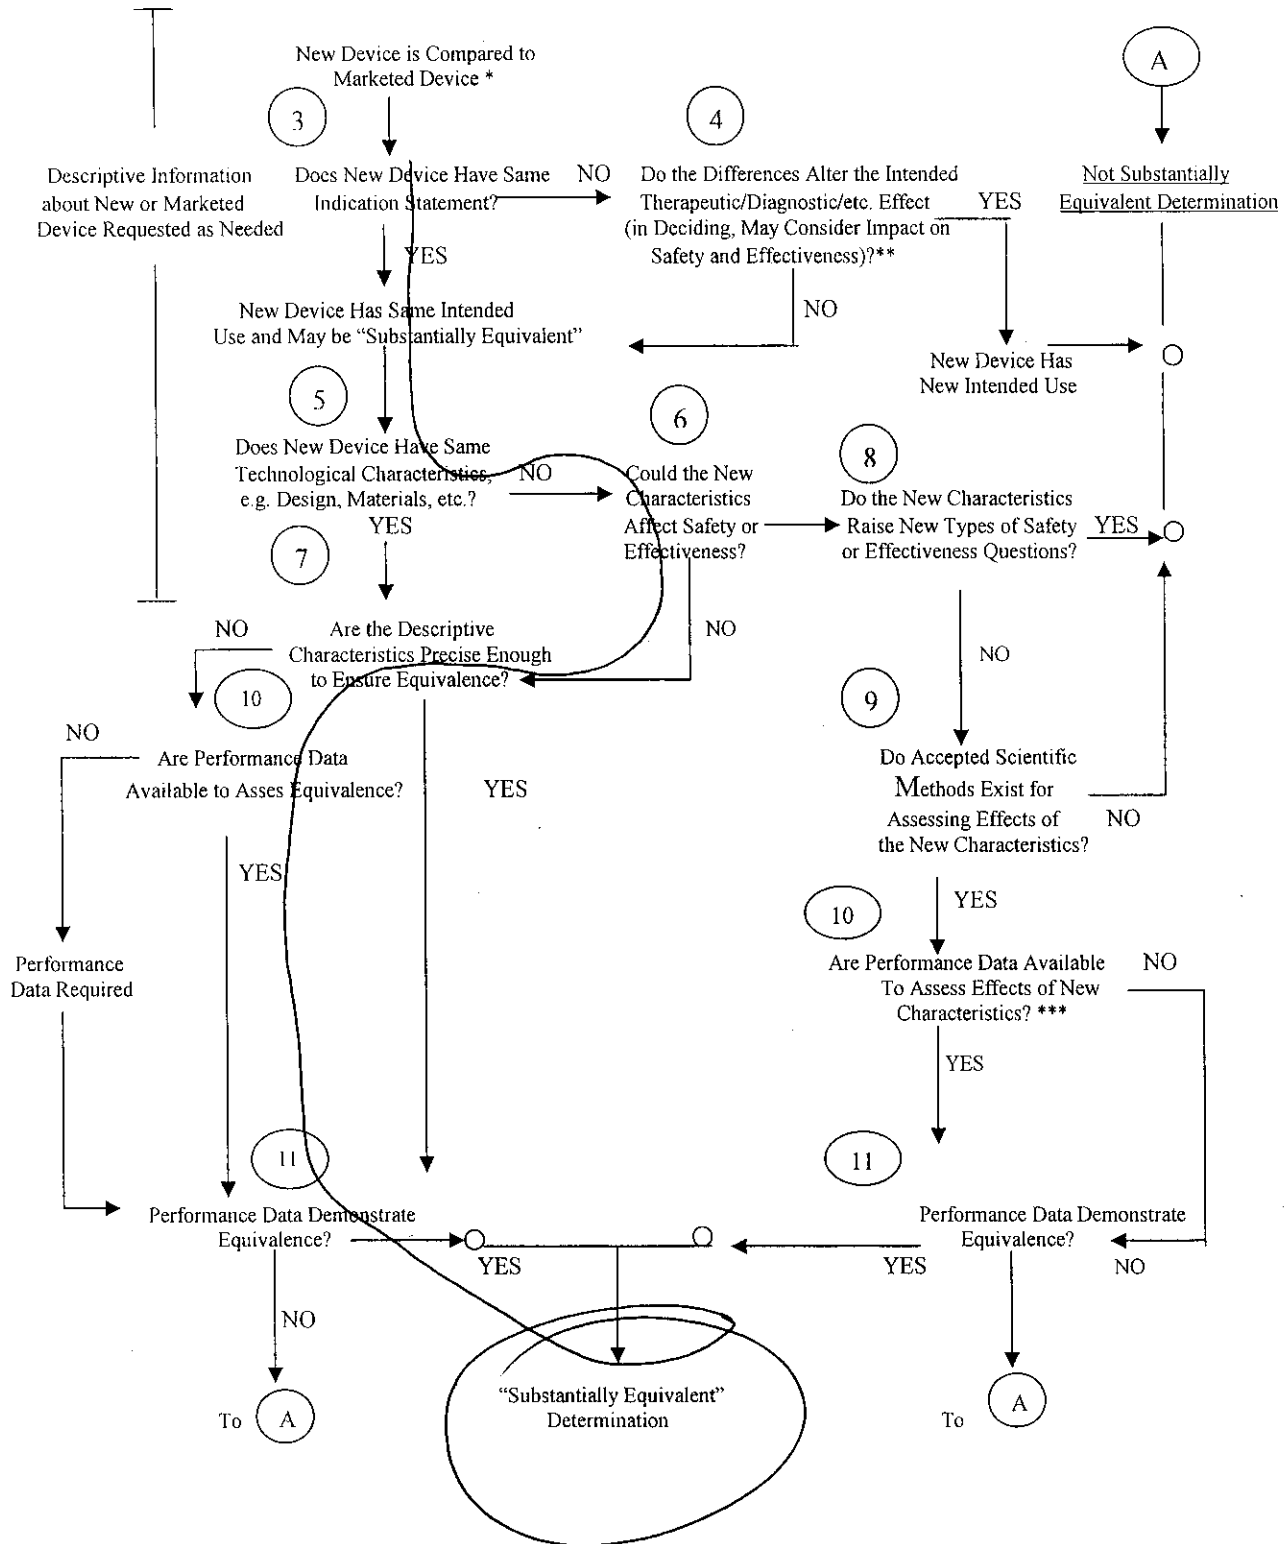 New Device is Compared to
Marketed Device *
A
3
4
Descriptive Information
about New or Marketed
Device Requested as Needed
Does New Device Have Same
Indication Statement?
NO
Do the Differences Alter the Intended
Therapeutic/Diagnostic/etc. Effect
(in Deciding, May Consider Impact on
Safety and Effectiveness)?**
YES
Not Substantially
Equivalent Determination
YES
NO
New Device Has Same Intended
Use and May be “Substantially Equivalent”
New Device Has
New Intended Use
5
6
8
Does New Device Have Same
Technological Characteristics,
e.g. Design, Materials, etc.?
NO
Could the New
Characteristics
Affect Safety or
Effectiveness?
Do the New Characteristics
Raise New Types of Safety
or Effectiveness Questions?
YES
YES
7
NO
Are the Descriptive
Characteristics Precise Enough
to Ensure Equivalence?
NO
NO
10
9
NO
Are Performance Data
Available to Asses Equivalence?
YES
Do Accepted Scientific
Methods Exist for
Assessing Effects of
the New Characteristics?
NO
YES
YES
10
Performance
Data Required
Are Performance Data Available
To Assess Effects of New
Characteristics? ***
NO
YES
11
11
Performance Data Demonstrate
Equivalence?
YES
Performance Data Demonstrate
Equivalence?
YES
NO
NO
“Substantially Equivalent”
Determination
To A
To A